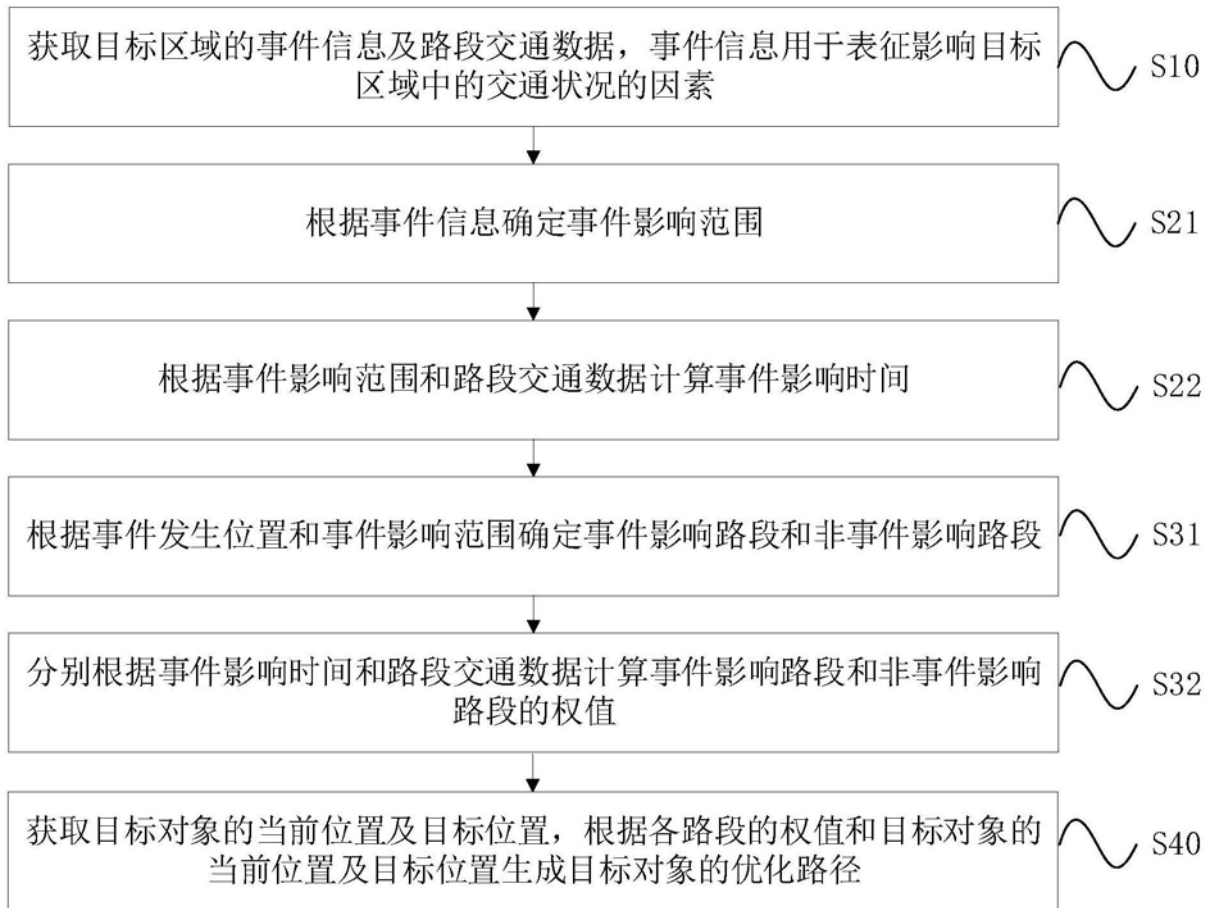 获取目标区域的事件信息及路段交通数据，事件信息用于表征影响目标
区域中的交通状况的因素
S10
根据事件信息确定事件影响范围
S21
根据事件影响范围和路段交通数据计算事件影响时间
S22
根据事件发生位置和事件影响范围确定事件影响路段和非事件影响路段
S31
分别根据事件影响时间和路段交通数据计算事件影响路段和非事件影响
路段的权值
S32
获取目标对象的当前位置及目标位置，根据各路段的权值和目标对象的
当前位置及目标位置生成目标对象的优化路径
S40